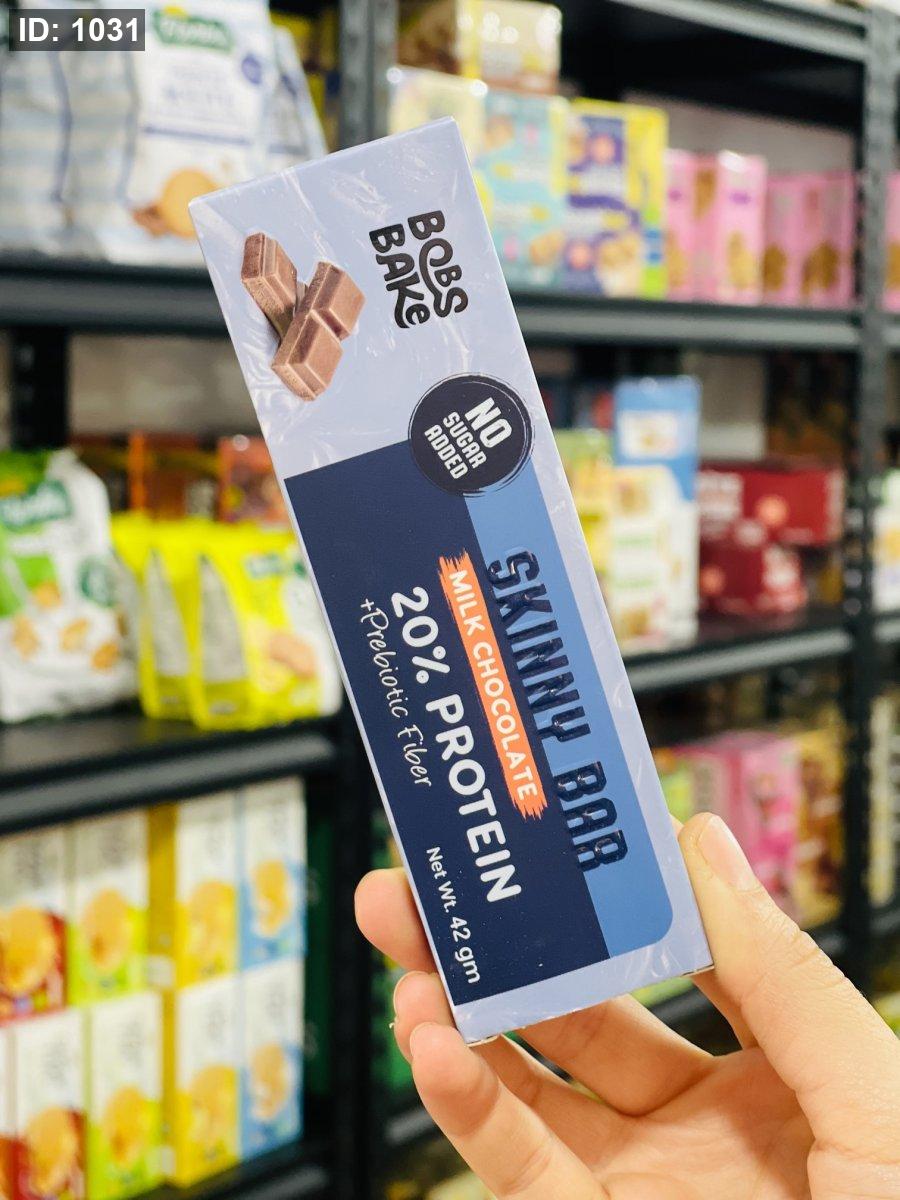 ID: 1031
BOBS
BAKE
NO
SUGAR
ADDED
SKINNY BAR
MILK CHOCOLATE
20% PROTEIN
+Prebiotic Fiber
Net Wt. 42 gm